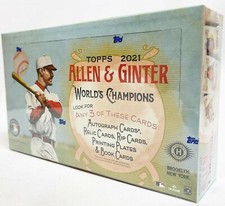 Topps
TOPPS 2021
ALLEN & GINTER
WORLD'S CHAMPIONS
LOOK FOR
ANY 3 OF THESE CARDS
AUTOGRAPH CARDS*,
RELIC CARDS, RIP CARDS,
PRINTING PLATES
& BOOK CARDS
H
BROOKLYN
NEW YORK